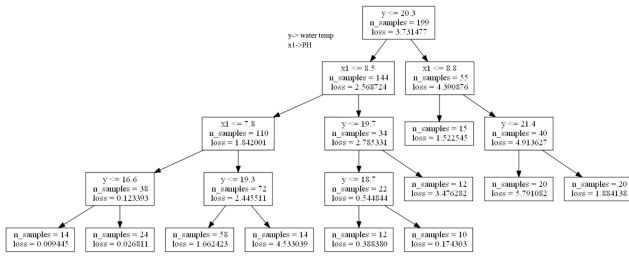 y <= 20.3
n_samples = 199
loss = 3.731477
y-> water temp
x1->PH
x1 <= 8.5
n_samples = 144
loss = 2.568724
x1 <= 8.8
n_samples = 55
loss = 4.390876
x1 <= 7.8
n_samples = 110
loss = 1.842001
y <= 19.7
n_samples = 34
loss = 2.785331
n_samples = 15
loss = 1.522545
y <= 21.4
n_samples = 40
loss = 4.913627
y <= 16.6
n_samples = 38
loss = 0.123393
y <= 19.3
n_samples = 72
loss = 2.445511
y <= 18.7
n_samples = 22
loss = 0.544844
n_samples = 12
loss = 3.476282
n_samples = 20
loss = 5.791082
n_samples = 20
loss = 1.884138
n_samples = 14
loss = 0.009445
n_samples = 24
loss = 0.026811
n_samples = 58
loss = 1.662423
n_samples = 14
loss = 4.533039
n_samples = 12
loss = 0.388380
n_samples = 10
loss = 0.174303